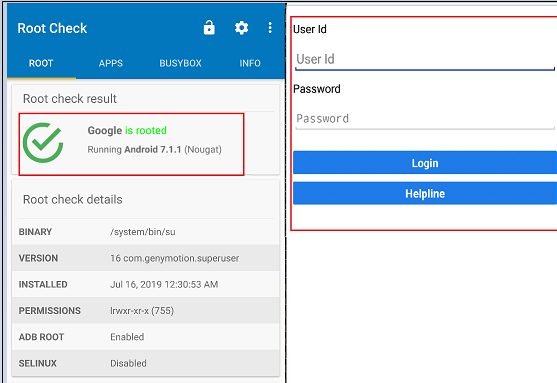 Root Check
ROOT APPS BUSYBOX INFO
Root check result
Google is rooted
Running Android 7.1.1 (Nougat)
Root check details
BINARY /system/bin/su
VERSION 16 com.genymotion.superuser
INSTALLED Jul 16, 2019 12:30:53 AM
PERMISSIONS lrwxr-xr-x (755)
ADB ROOT Enabled
SELINUX Disabled
User Id
User Id
Password
Password
Login
Helpline